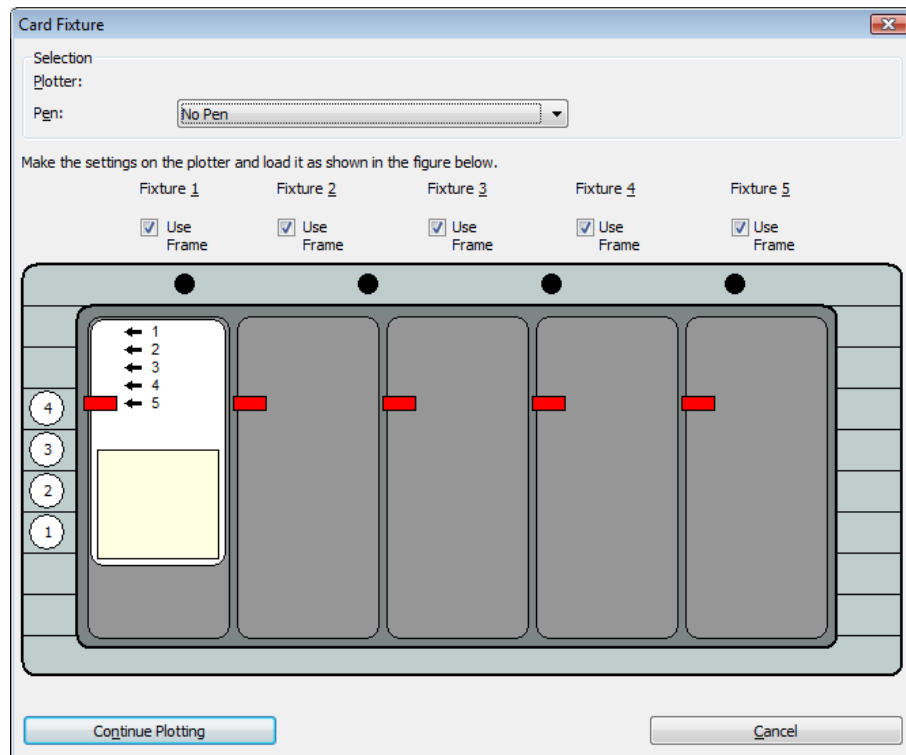 Card Fixture
Selection
Plotter:
Pen:
No Pen
Make the settings on the plotter and load it as shown in the figure below.
Fixture 1 Fixture 2 Fixture 3 Fixture 4 Fixture 5
Use Use Use Use Use
Frame Frame Frame Frame Frame
1
2
3
4
4 5
3
2
1
Continue Plotting Cancel